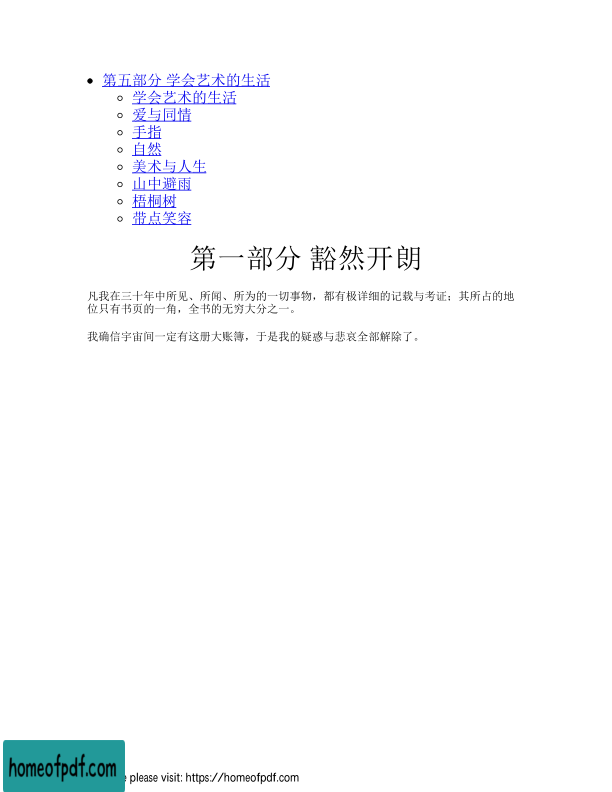 第五部分 学会艺术的生活
学会艺术的生活
爱与同情
手指
自然
美术与人生
山中避雨
梧桐树
带点笑容
第一部分 豁然开朗
凡我在三十年中所见、所闻、所为的一切事物，都有极详细的记载与考证；其所占的地
位只有书页的一角，全书的无穷大分之一。
我确信宇宙间一定有这册大账簿，于是我的疑惑与悲哀全部解除了。
homeofpdf.com
please visit: https://homeofpdf.com